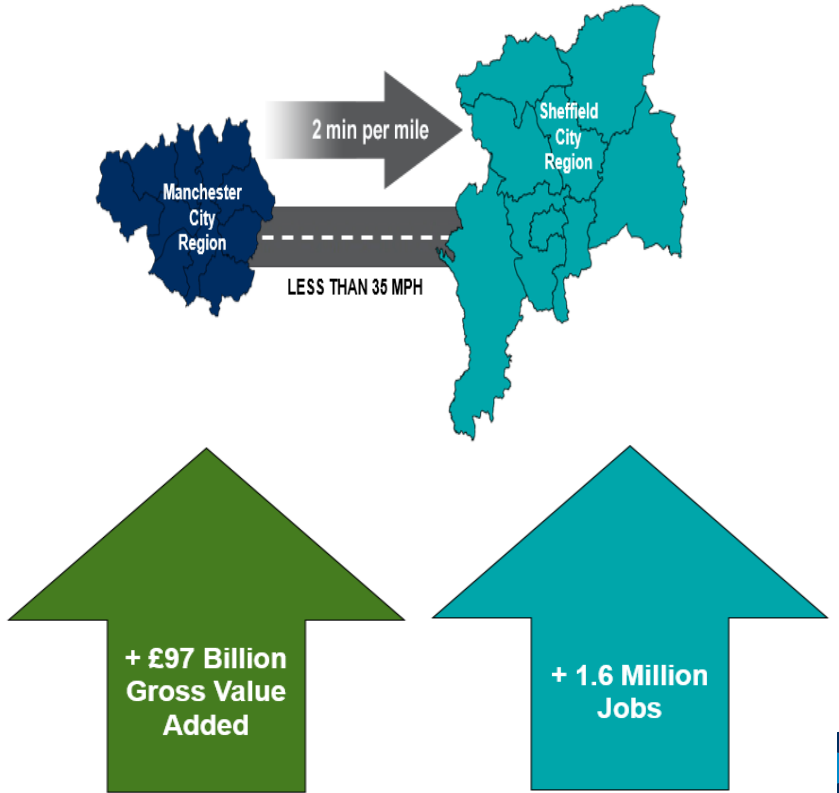 2 min per mile
Sheffield
City
Region
Manchester
City
Region
LESS THAN 35 MPH
+ £97 Billion
Gross Value
Added
+ 1.6 Million
Jobs